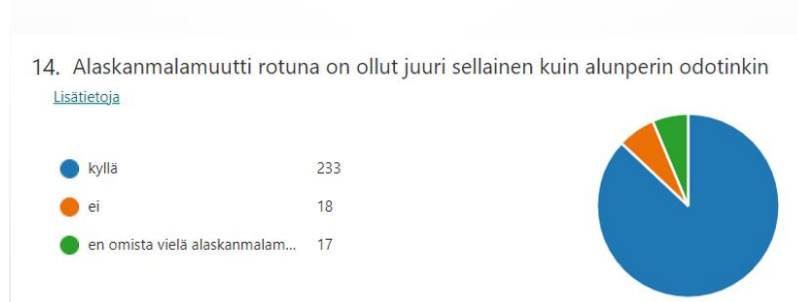 14. Alaskanmalamuutti rotuna on ollut juuri sellainen kuin alunperin odotinkin
Lisätietoja
kyllä 233
ei 18
en omista vielä alaskanmalam... 17